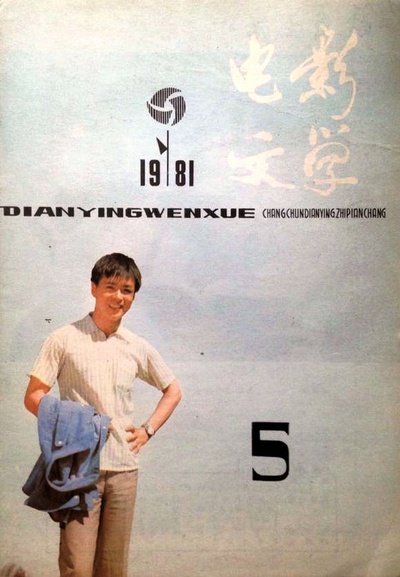 电影
文学
1981
DIANYINGWENXUE CHANGCHUNDIANYINGZHIPIANCHANG
5